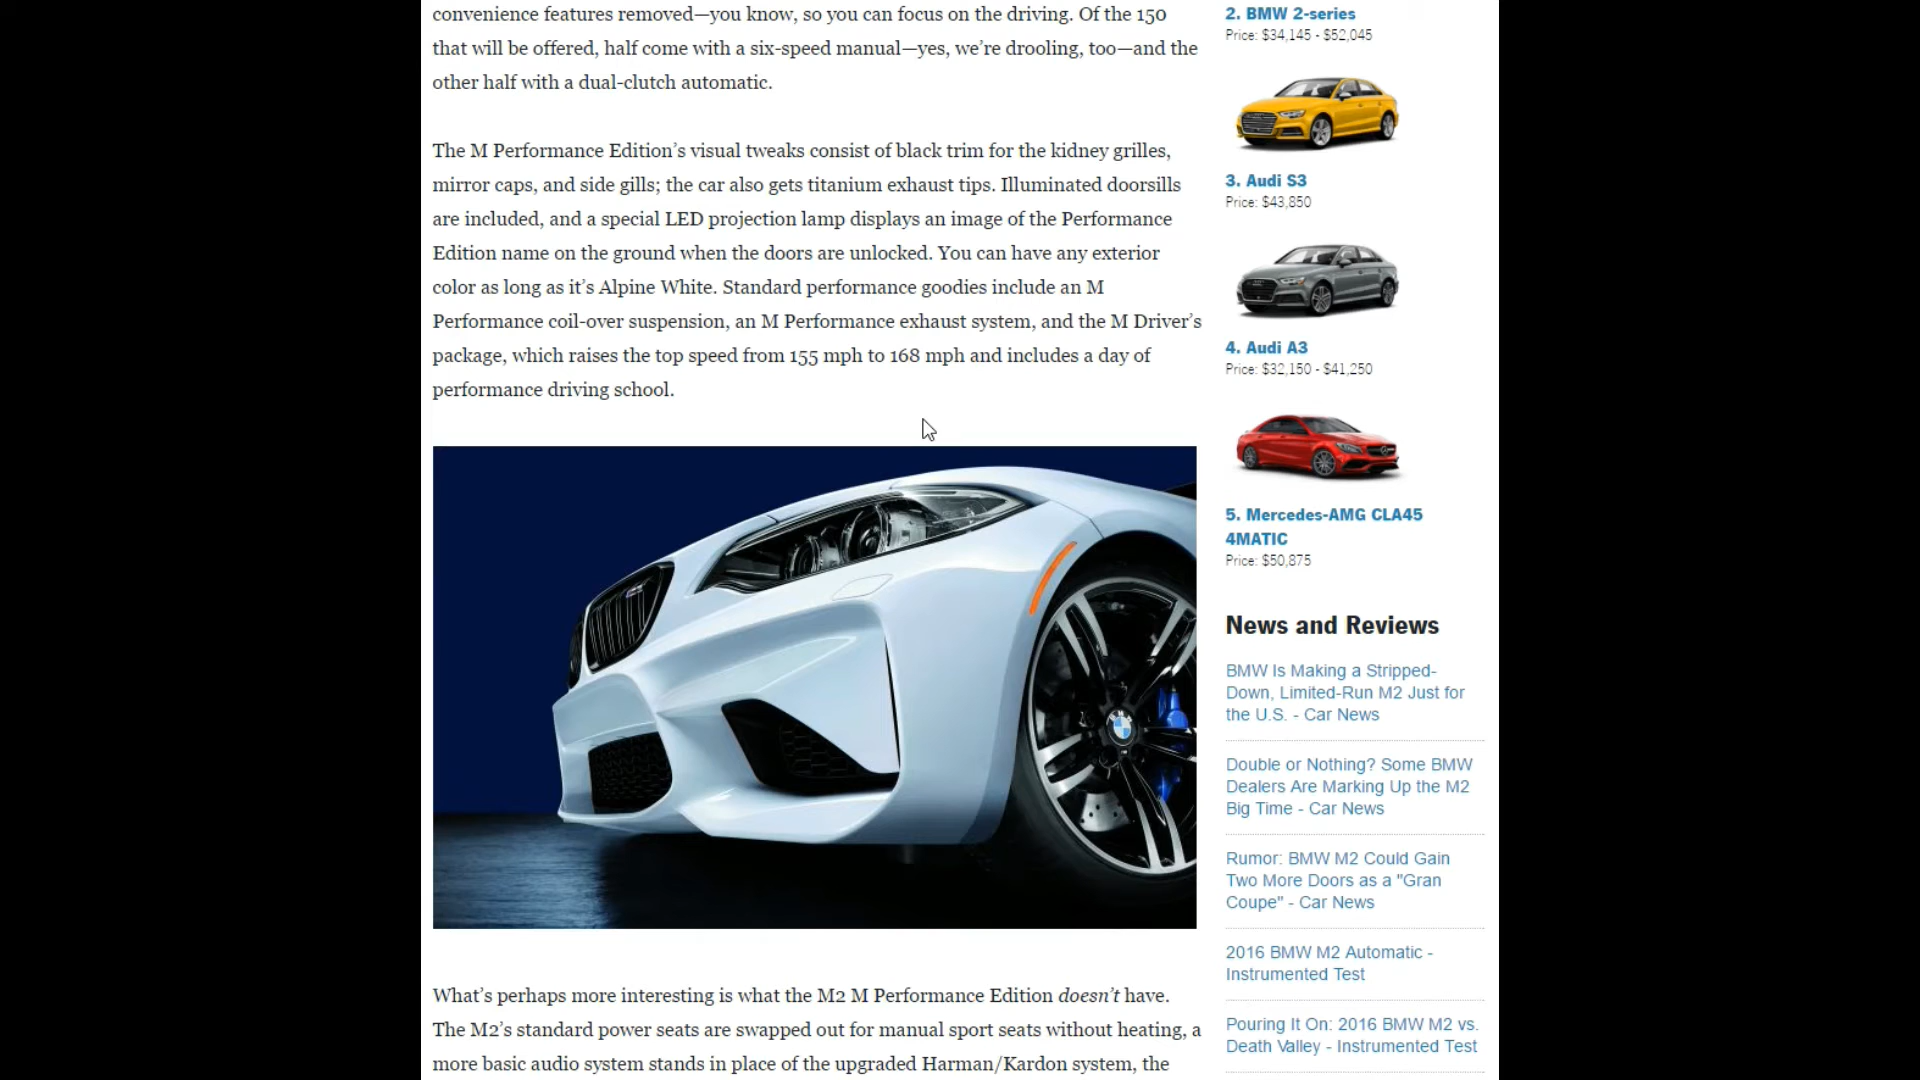 convenience features removed—you know, so you can focus on the driving. Of the 150
that will be offered, half come with a six-speed manual—yes, we’re drooling, too—and the
other half with a dual-clutch automatic.
The M Performance Edition’s visual tweaks consist of black trim for the kidney grilles,
mirror caps, and side gills; the car also gets titanium exhaust tips. Illuminated doorsills
are included, and a special LED projection lamp displays an image of the Performance
Edition name on the ground when the doors are unlocked. You can have any exterior
color as long as it’s Alpine White. Standard performance goodies include an M
Performance coil-over suspension, an M Performance exhaust system, and the M Driver’s
package, which raises the top speed from 155 mph to 168 mph and includes a day of
performance driving school.
What’s perhaps more interesting is what the M2 M Performance Edition doesn’t have.
The M2’s standard power seats are swapped out for manual sport seats without heating, a
more basic audio system stands in place of the upgraded Harman/Kardon system, the
2. BMW 2-series
Price: $34,145 - $52,045
3. Audi S3
Price: $43,850
4. Audi A3
Price: $32,150 - $41,250
5. Mercedes-AMG CLA45
4MATIC
Price: $50,875
News and Reviews
BMW Is Making a Stripped-
Down, Limited-Run M2 Just for
the U.S. - Car News
Double or Nothing? Some BMW
Dealers Are Marking Up the M2
Big Time - Car News
Rumor: BMW M2 Could Gain
Two More Doors as a "Gran
Coupe" - Car News
2016 BMW M2 Automatic -
Instrumented Test
Pouring It On: 2016 BMW M2 vs.
Death Valley - Instrumented Test